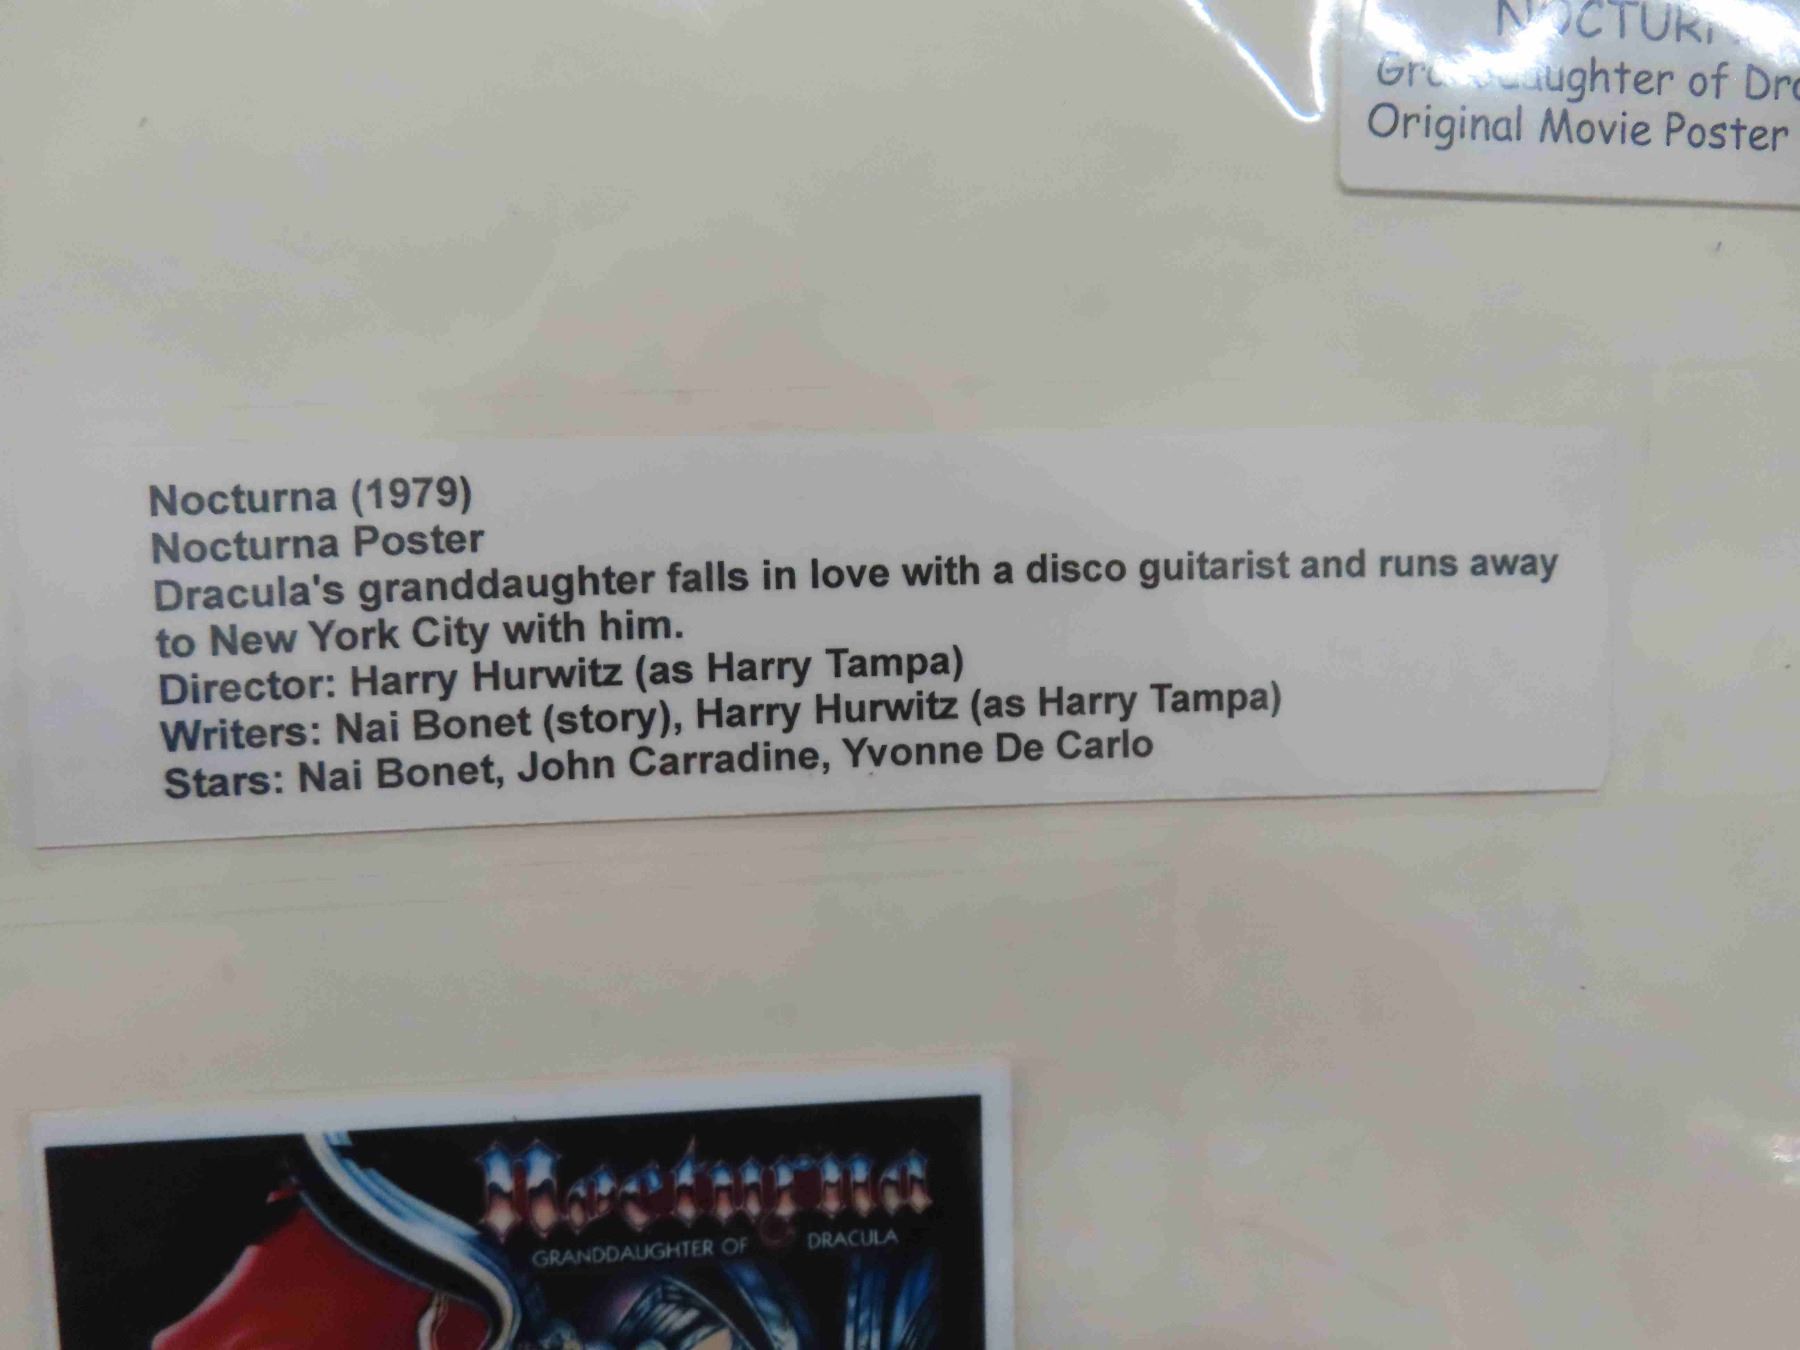 Original Movie Poster
Nocturna (1979)
Nocturna Poster
Dracula's granddaughter falls in love with a disco guitarist and runs away
to New York City with him.
Director: Harry Hurwitz (as Harry Tampa)
Writers: Nai Bonet (story), Harry Hurwitz (as Harry Tampa)
Stars: Nai Bonet, John Carradine, Yvonne De Carlo
Nocturna
GRANDDAUGHTER OF DRACULA